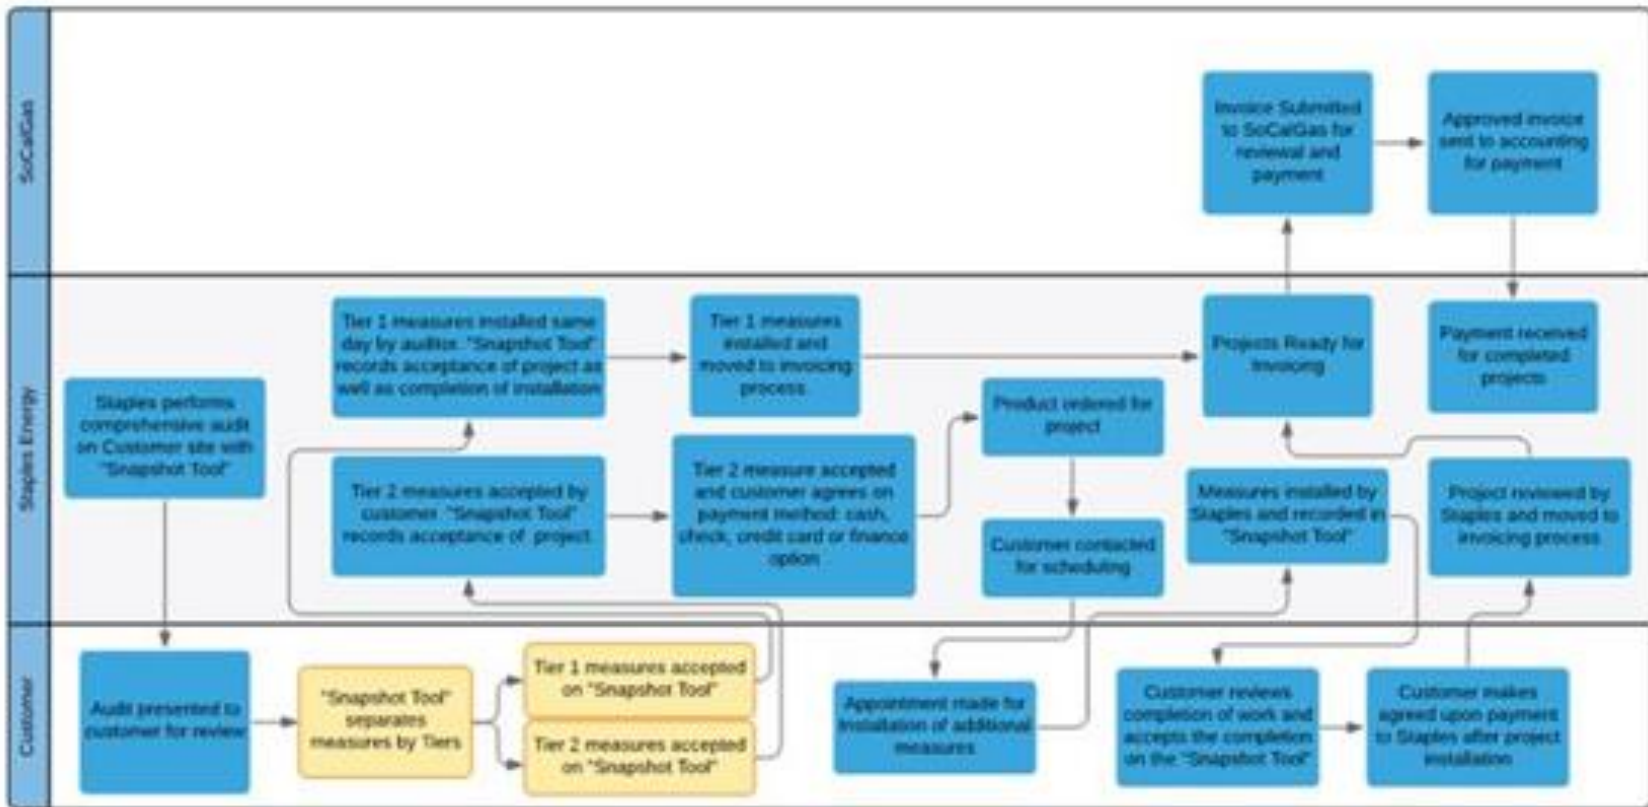 SoCalGas
Invoice Submitted
to SoCalGas for
reviewal and
payment
Approved invoice
sent to accounting
for payment
Staples Energy
Staples performs
comprehensive audit
on Customer site with
"Snapshot Tool"
Tier 1 measures installed same
day by auditor. "Snapshot Tool"
records acceptance of project as
well as completion of installation
Tier 1 measures
installed and
moved to invoicing
process
Projects Ready for
Invoicing
Payment received
for completed
projects
Tier 2 measures accepted by
customer. "Snapshot Tool"
records acceptance of project.
Tier 2 measure accepted
and customer agrees on
payment method: cash,
check, credit card or finance
option
Product ordered for
project
Customer contacted
for scheduling
Measures installed by
Staples and recorded in
"Snapshot Tool"
Project reviewed by
Staples and moved to
invoicing process
Customer
Audit presented to
customer for review
"Snapshot Tool"
separates
measures by Tiers
Tier 1 measures accepted
on "Snapshot Tool"
Tier 2 measures accepted
on "Snapshot Tool"
Appointment made for
installation of additional
measures
Customer reviews
completion of work and
accepts the completion
on the "Snapshot Tool"
Customer makes
agreed upon payment
to Staples after project
installation